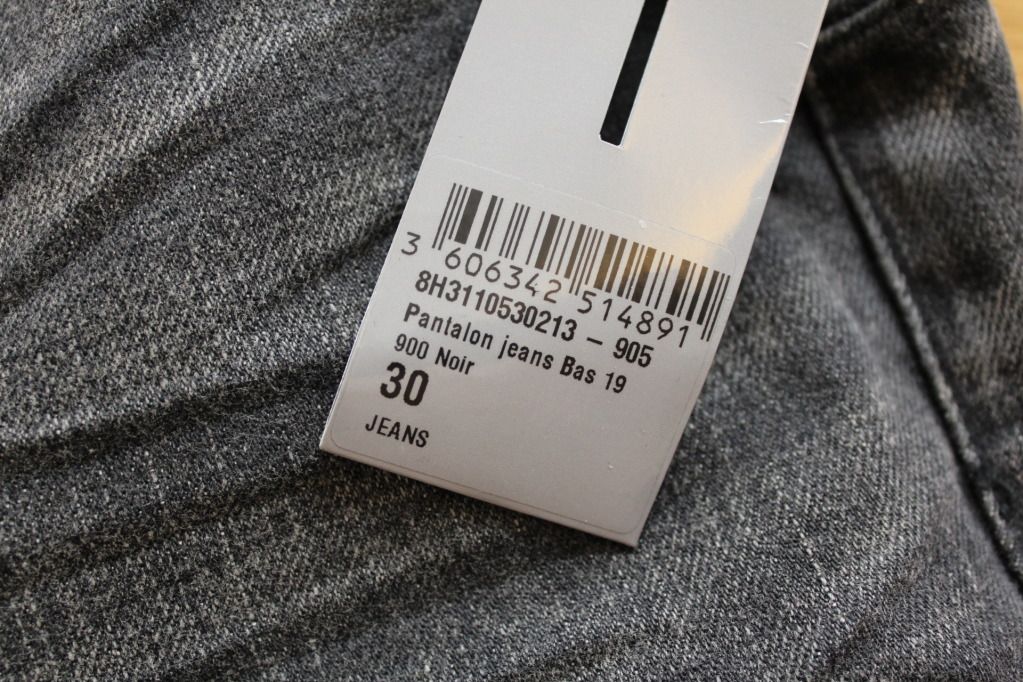 3 606342 514891
8H3110530213 - 905
Pantalon jeans Bas 19
900 Noir
30
JEANS